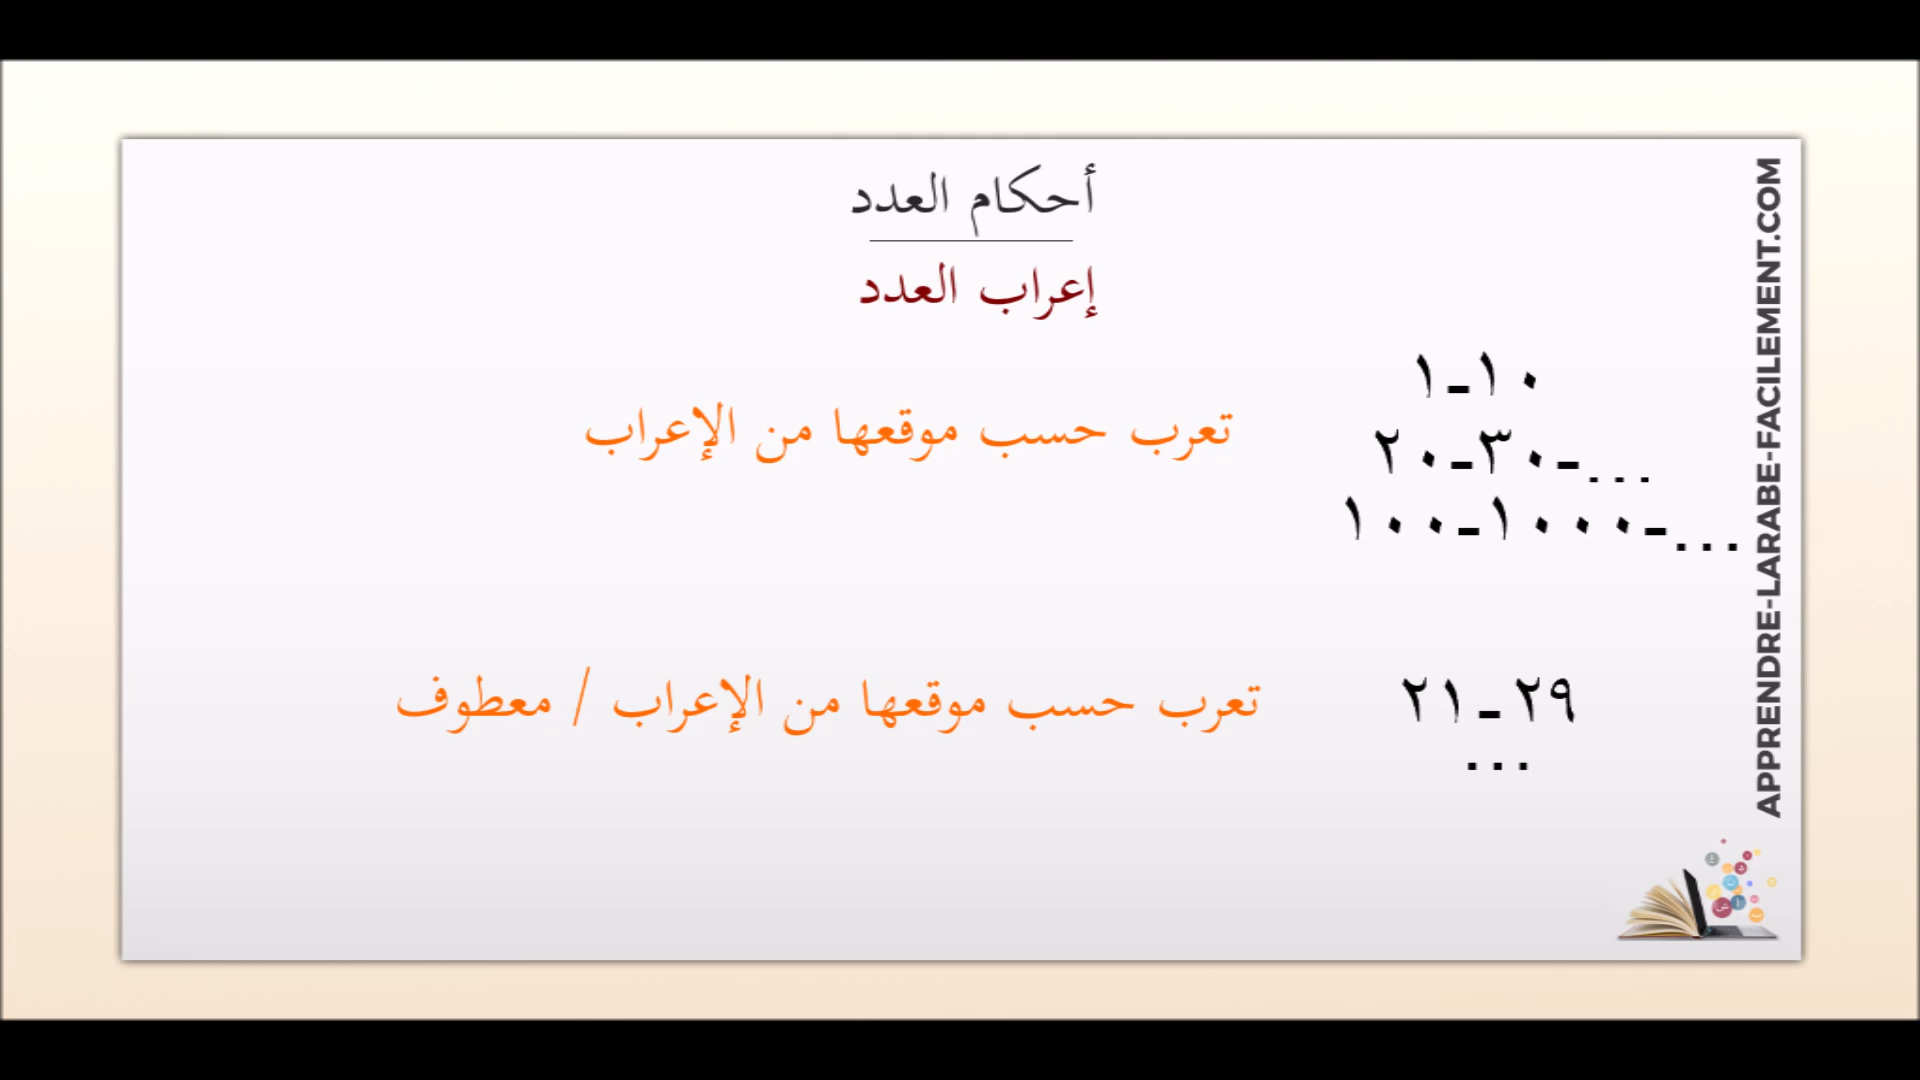 أحكام العدد
إعراب العدد
١-١٠
تعرب حسب موقعها من الإعراب
٢٠-٣٠-...
١٠٠-١٠٠٠-...
٢١-٢٩
تعرب حسب موقعها من الإعراب / معطوف
...
APPRENDRE-LARABE-FACILEMENT.COM